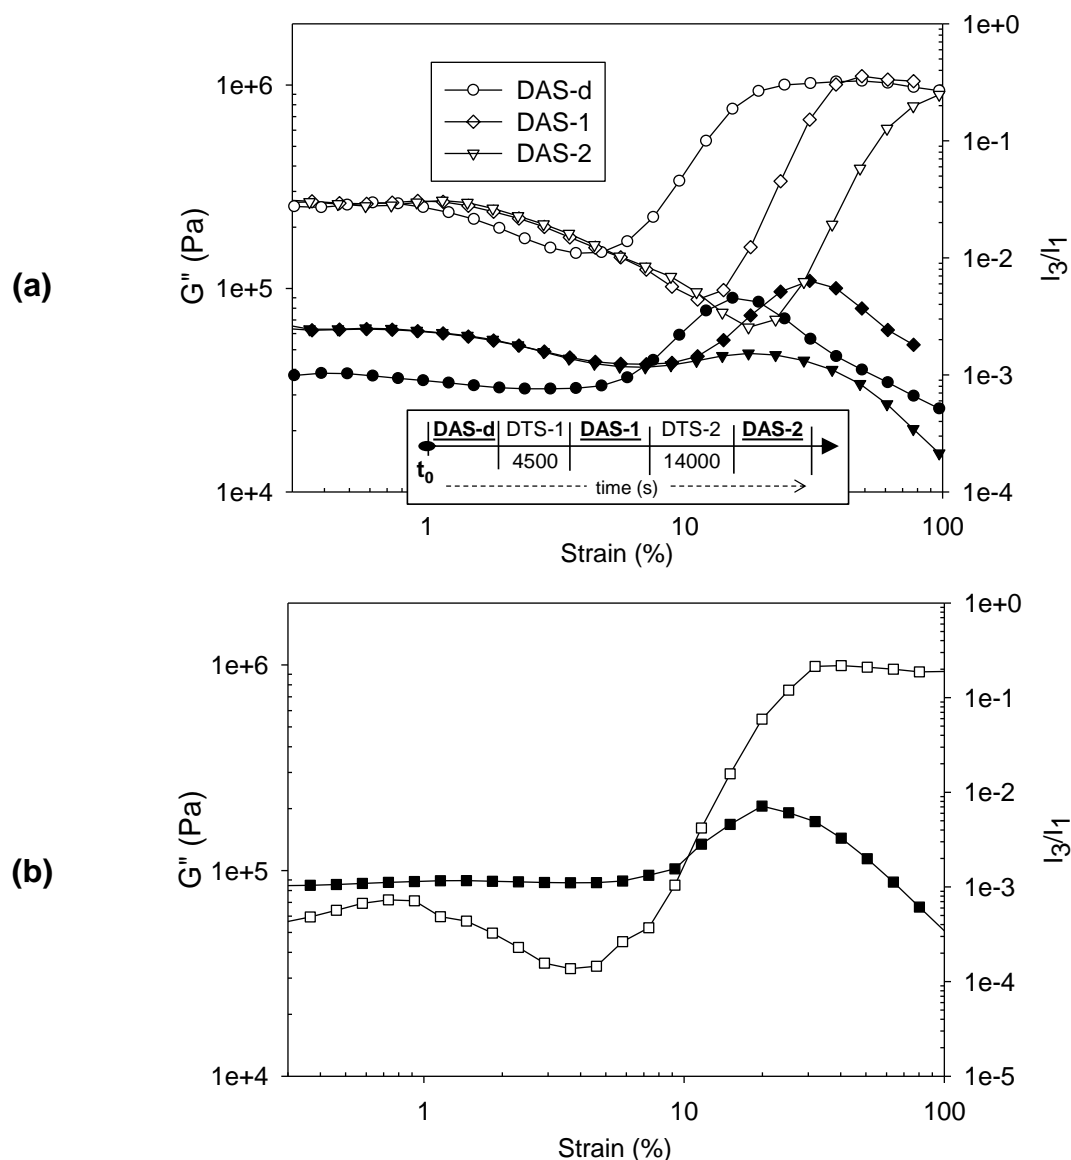 1e+0
1e+6
DAS-d
DAS-1
DAS-2
1e-1
G" (Pa)
I3/I1
(a)
1e-2
1e+5
1e-3
DAS-d DTS-1 DAS-1 DTS-2 DAS-2
4500 14000
t0
time (s)
1e+4
1e-4
1 10 100
Strain (%)
1e+0
1e+6
1e-1
G" (Pa)
I3/I1
1e-2
(b)
1e+5
1e-3
1e-4
1e+4
1e-5
1 10 100
Strain (%)